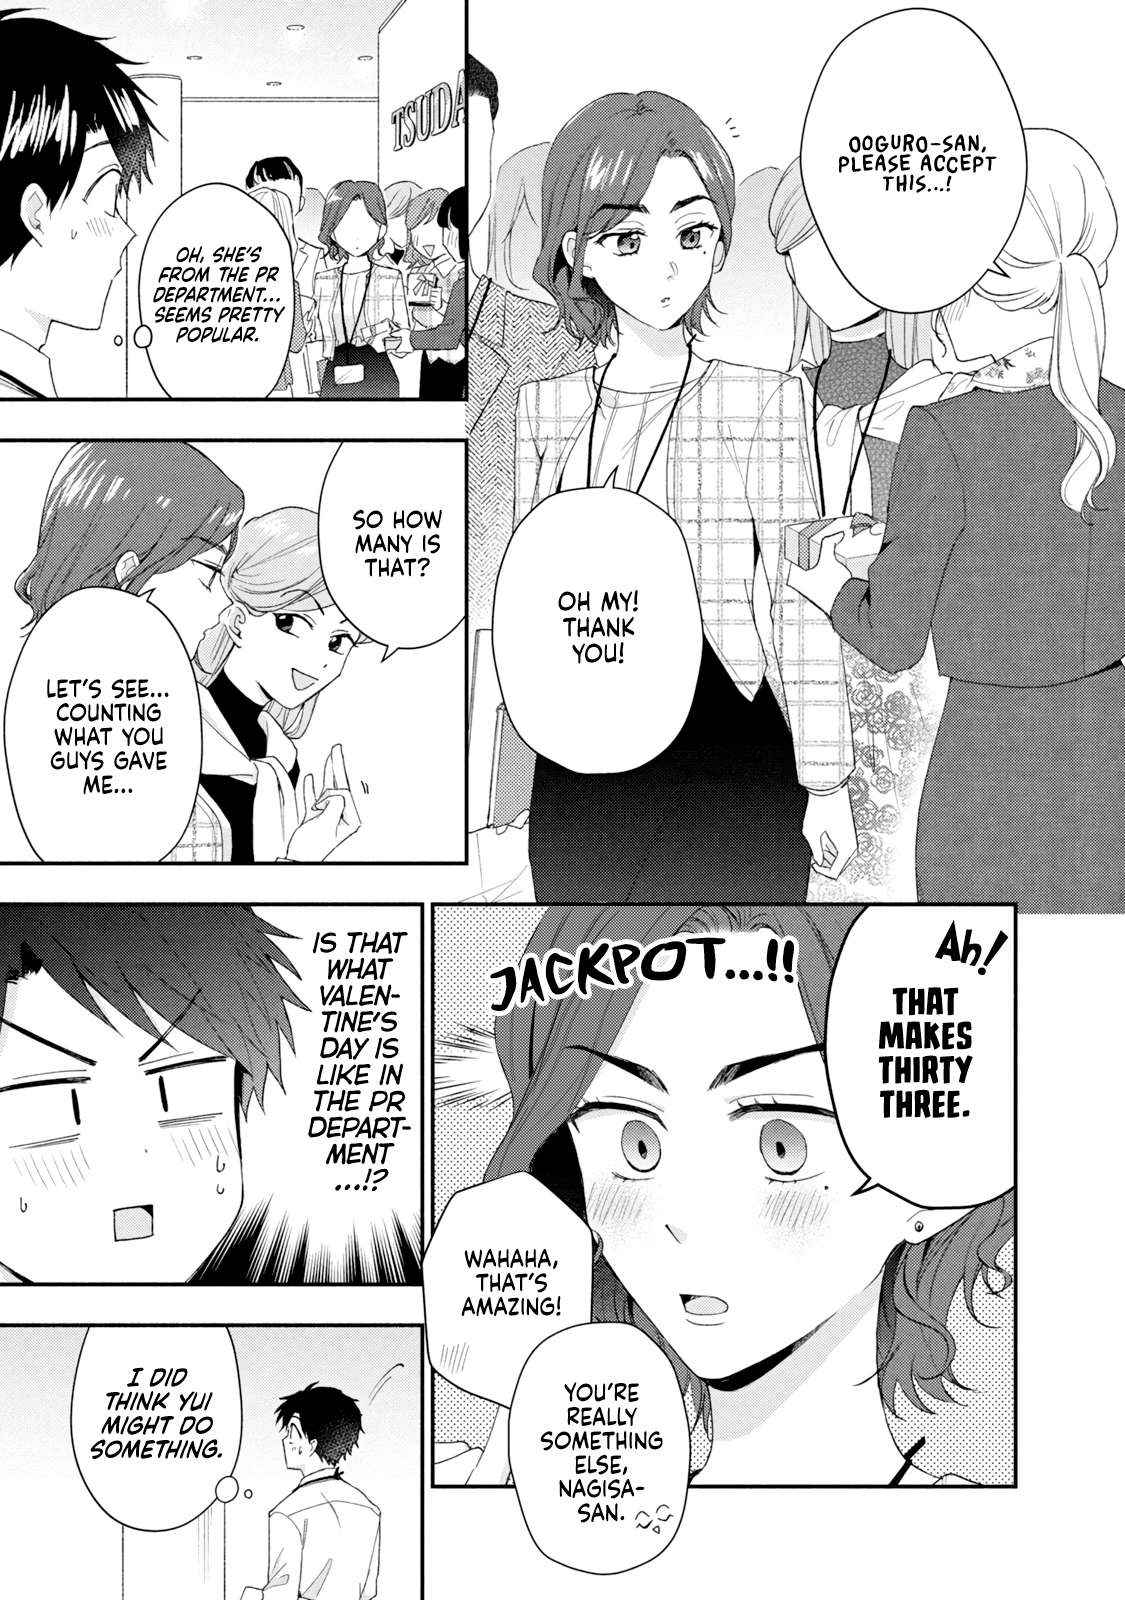 OOGURO-SAN,
PLEASE ACCEPT
THIS...!
OH MY!
THANK
YOU!
TSUDA
OH, SHE'S
FROM THE PR
DEPARTMENT...
SEEMS PRETTY
POPULAR.
SO HOW
MANY IS
THAT?
LET'S SEE...
COUNTING
WHAT YOU
GUYS GAVE
ME...
Ah!
THAT
MAKES
THIRTY
THREE.
JACKPOT...!!
WAHAHA,
THAT'S
AMAZING!
YOU'RE
REALLY
SOMETHING
ELSE,
NAGISA-
SAN.
IS THAT
WHAT
VALEN-
TINE'S
DAY IS
LIKE IN
THE PR
DEPART-
MENT
...!?
I DID
THINK YUI
MIGHT DO
SOMETHING.